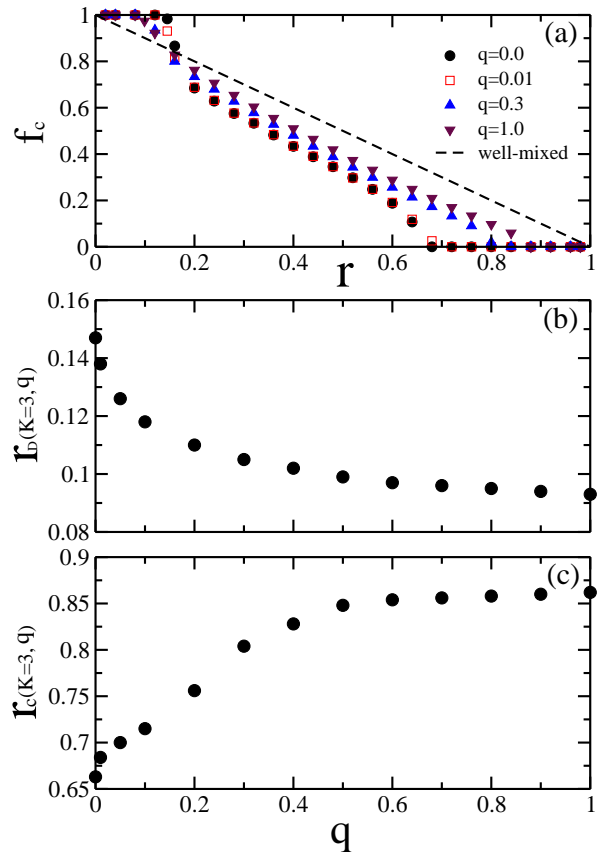 (a)
1
0.8
0.6
0.4
0.2
0
f_c
q=0.0
q=0.01
q=0.3
q=1.0
well-mixed
0 0.2 0.4 0.6 0.8 1
r
(b)
0.16
0.14
0.12
0.1
0.08
r_D(K=3,q)
(c)
0.9
0.85
0.8
0.75
0.7
0.65
r_c(K=3,q)
0 0.2 0.4 0.6 0.8 1
q